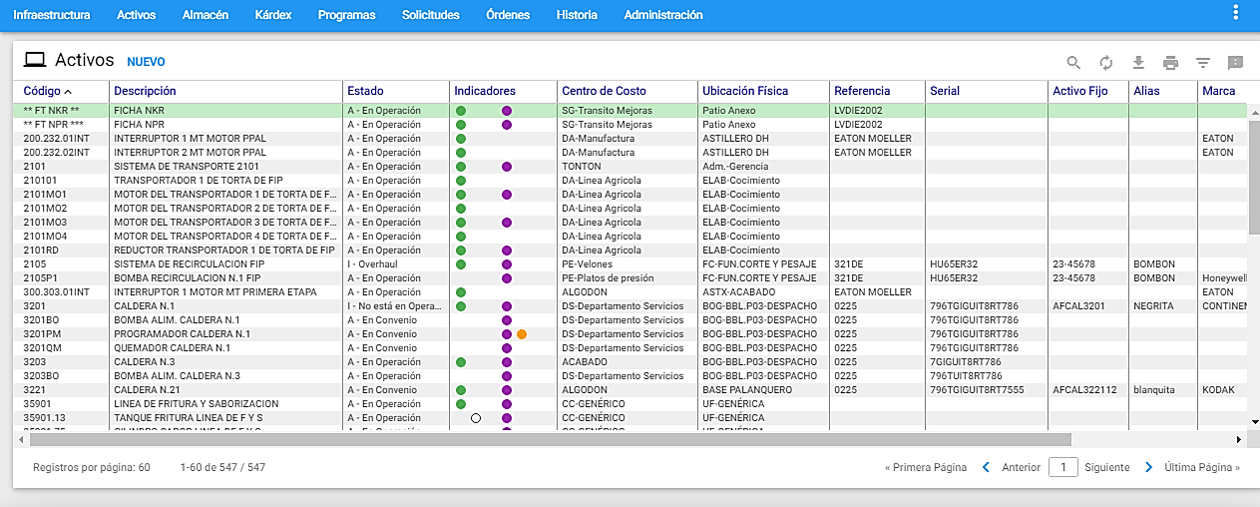 Infraestructura Activos Almacén Kárdex Programas Solicitudes Órdenes Historia Administración
Activos NUEVO
Código Descripción Estado Indicadores Centro de Costo Ubicación Física Referencia Serial Activo Fijo Alias Marca
** FT NKR ** FICHA NKR A - En Operación SG-Transito Mejoras Patio Anexo LVDIE2002
** FT NPR *** FICHA NPR A - En Operación SG-Transito Mejoras Patio Anexo LVDIE2002
200.232.01INT INTERRUPTOR 1 MT MOTOR PPAL A - En Operación DA-Manufactura ASTILLERO DH EATON MOELLER EATON
200.232.02INT INTERRUPTOR 2 MT MOTOR PPAL A - En Operación DA-Manufactura ASTILLERO DH EATON MOELLER EATON
2101 SISTEMA DE TRANSPORTE 2101 A - En Operación TONTON Adm.-Gerencia
210101 TRANSPORTADOR 1 DE TORTA DE FIP A - En Operación DA-Linea Agricola ELAB-Cocimiento
2101MO1 MOTOR DEL TRANSPORTADOR 1 DE TORTA DE F... A - En Operación DA-Linea Agricola ELAB-Cocimiento
2101MO2 MOTOR DEL TRANSPORTADOR 2 DE TORTA DE F... A - En Operación DA-Linea Agricola ELAB-Cocimiento
2101MO3 MOTOR DEL TRANSPORTADOR 3 DE TORTA DE F... A - En Operación DA-Linea Agricola ELAB-Cocimiento
2101MO4 MOTOR DEL TRANSPORTADOR 4 DE TORTA DE F... A - En Operación DA-Linea Agricola ELAB-Cocimiento
2101RD REDUCTOR TRANSPORTADOR 1 DE TORTA DE FIP A - En Operación DA-Linea Agricola ELAB-Cocimiento
2105 SISTEMA DE RECIRCULACION FIP I - Overhaul PE-Velones FC-FUN.CORTE Y PESAJE 321DE HU65ER32 23-45678 BOMBON
2105P1 BOMBA RECIRCULACION N.1 FIP A - En Operación PE-Platos de presión FC-FUN.CORTE Y PESAJE 321DE HU65ER32 23-45678 BOMBON Honeywell
300.303.01INT INTERRUPTOR 1 MOTOR MT PRIMERA ETAPA A - En Operación ALGODON ASTX-ACABADO EATON MOELLER EATON
3201 CALDERA N.1 I - No está en Opera... DS-Departamento Servicios BOG-BBL.P03-DESPACHO 0225 796TGIGUIT8RT786 AFCAL3201 NEGRITA CONTINEN
3201BO BOMBA ALIM. CALDERA N.1 A - En Convenio DS-Departamento Servicios BOG-BBL.P03-DESPACHO 0225 796TGIGUIT8RT786
3201PM PROGRAMADOR CALDERA N.1 A - En Convenio DS-Departamento Servicios BOG-BBL.P03-DESPACHO 0225 796TGIGUIT8RT786
3201QM QUEMADOR CALDERA N.1 A - En Convenio DS-Departamento Servicios BOG-BBL.P03-DESPACHO 0225 796TGIGUIT8RT786
3203 CALDERA N.3 A - En Operación ACABADO BOG-BBL.P03-DESPACHO 0225 7GIGUIT8RT786
3203BO BOMBA ALIM. CALDERA N.3 A - En Operación DS-Departamento Servicios BOG-BBL.P03-DESPACHO 0225 796TUIT8RT786
3221 CALDERA N.21 A - En Convenio ALGODON BASE PALANQUERO 0225 796TGIGUIT8RT7555 AFCAL322112 blanquita KODAK
35901 LINEA DE FRITURA Y SABORIZACION A - En Operación CC-GENÉRICO UF-GENÉRICA
35901.13 TANQUE FRITURA LINEA DE F Y S A - En Operación CC-GENÉRICO UF-GENÉRICA
Registros por página: 60 1-60 de 547 / 547 « Primera Página Anterior 1 Siguiente Última Página »